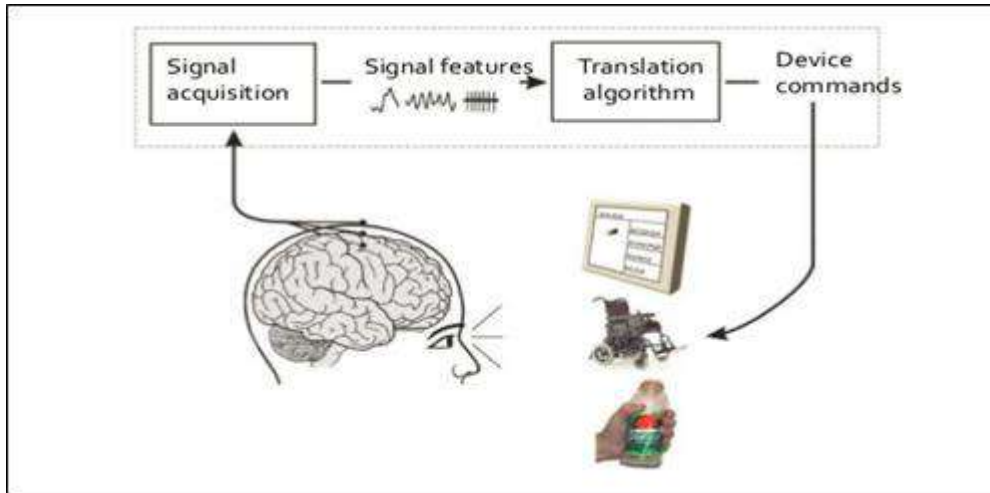 Signal
acquisition
Signal features
Translation
algorithm
Device
commands